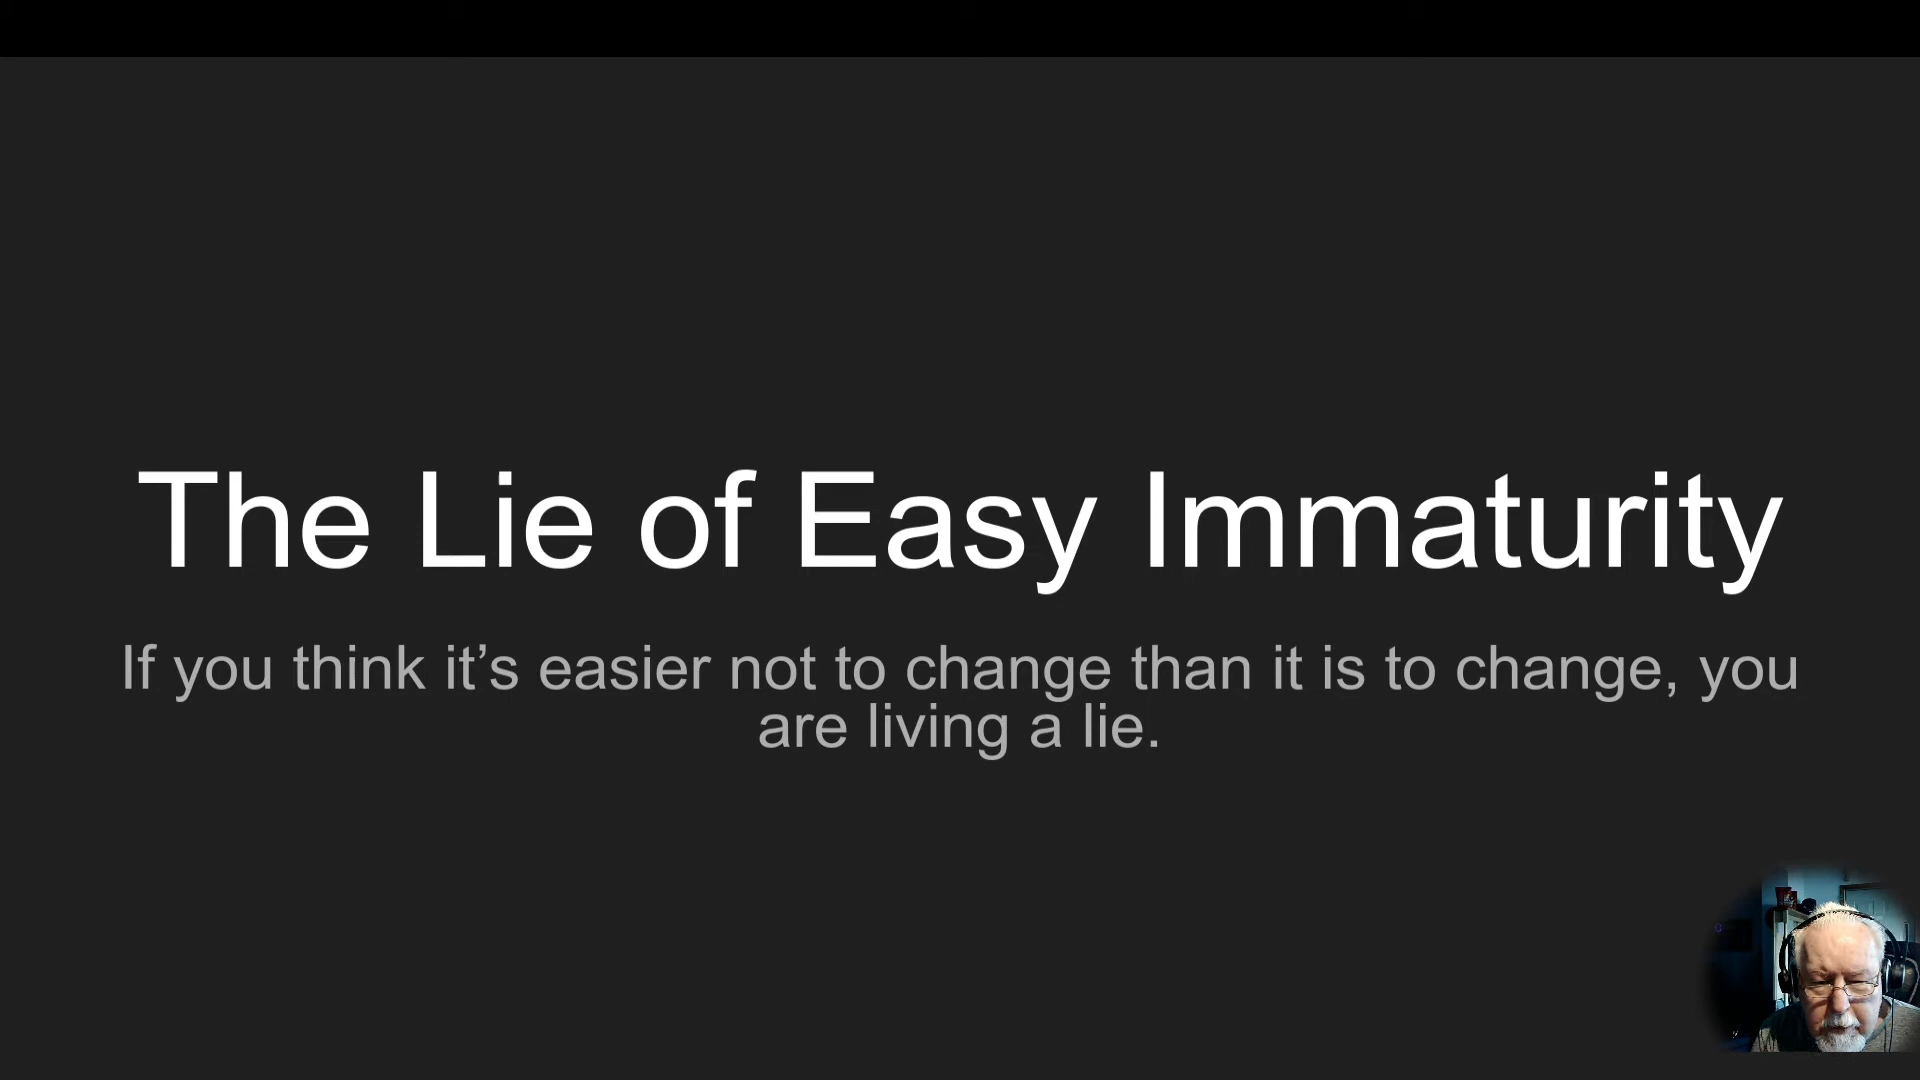 The Lie of Easy Immaturity
If you think it’s easier not to change than it is to change, you
are living a lie.